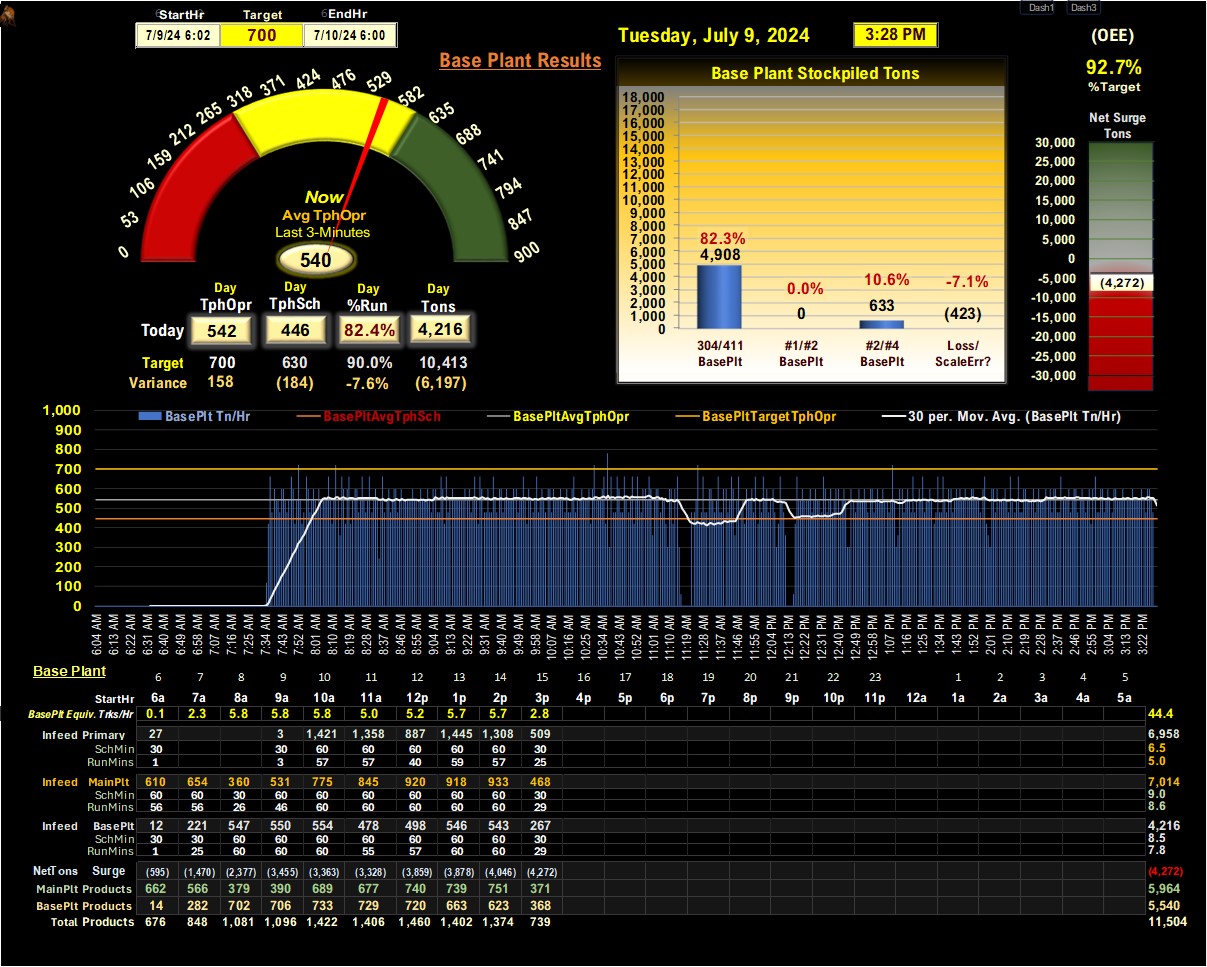 Dash1 Dash3
StartHr Target EndHr
7/9/24 6:02 700 7/10/24 6:00
Tuesday, July 9, 2024 3:28 PM
(OEE)
92.7%
%Target
Base Plant Results
0 53 106 159 212 265 318 371 424 476 529 582 635 688 741 794 847 900
Now
Avg TphOpr
Last 3-Minutes
540
Day Day Day Day
TphOpr TphSch %Run Tons
Today 542 446 82.4% 4,216
Target 700 630 90.0% 10,413
Variance 158 (184) -7.6% (6,197)
Base Plant Stockpiled Tons
18,000
17,000
16,000
15,000
14,000
13,000
12,000
11,000
10,000
9,000
8,000
7,000
6,000
5,000
4,000
3,000
2,000
1,000
0
82.3% 0.0% 10.6% -7.1%
4,908 0 633 (423)
304/411 #1/#2 #2/#4 Loss/
BasePlt BasePlt BasePlt ScaleErr?
Net Surge
Tons
30,000
25,000
20,000
15,000
10,000
5,000
0
-5,000
-10,000
-15,000
-20,000
-25,000
-30,000
(4,272)
BasePlt Tn/Hr BasePltAvgTphSch BasePltAvgTphOpr BasePltTargetTphOpr 30 per. Mov. Avg. (BasePlt Tn/Hr)
1,000
900
800
700
600
500
400
300
200
100
0
6:04 AM 6:13 AM 6:22 AM 6:31 AM 6:40 AM 6:49 AM 6:58 AM 7:07 AM 7:16 AM 7:25 AM 7:34 AM 7:43 AM 7:52 AM 8:01 AM 8:10 AM 8:19 AM 8:28 AM 8:37 AM 8:46 AM 8:55 AM 9:04 AM 9:13 AM 9:22 AM 9:31 AM 9:40 AM 9:49 AM 9:58 AM 10:07 AM 10:16 AM 10:25 AM 10:34 AM 10:43 AM 10:52 AM 11:01 AM 11:10 AM 11:19 AM 11:28 AM 11:37 AM 11:46 AM 11:55 AM 12:04 PM 12:13 PM 12:22 PM 12:31 PM 12:40 PM 12:49 PM 12:58 PM 1:07 PM 1:16 PM 1:25 PM 1:34 PM 1:43 PM 1:52 PM 2:01 PM 2:10 PM 2:19 PM 2:28 PM 2:37 PM 2:46 PM 2:55 PM 3:04 PM 3:13 PM 3:22 PM
Base Plant
6 7 8 9 10 11 12 13 14 15 16 17 18 19 20 21 22 23 1 2 3 4 5
StartHr 6a 7a 8a 9a 10a 11a 12p 1p 2p 3p 4p 5p 6p 7p 8p 9p 10p 11p 12a 1a 2a 3a 4a 5a
BasePlt Equiv. Trks/Hr 0.1 2.3 5.8 5.8 5.8 5.0 5.2 5.7 5.7 2.8 44.4
Infeed Primary 27 3 1,421 1,358 887 1,445 1,308 509 6,958
SchMin 30 30 60 60 60 60 60 30 6.5
RunMins 1 3 57 57 40 59 57 25 5.0
Infeed MainPlt 610 654 360 531 775 845 920 918 933 468 7,014
SchMin 60 60 30 60 60 60 60 60 60 30 9.0
RunMins 56 56 26 46 60 60 60 60 60 29 8.6
Infeed BasePlt 12 221 547 550 554 478 498 546 543 267 4,216
SchMin 30 30 60 60 60 60 60 60 60 30 8.5
RunMins 1 25 60 60 60 55 57 60 60 29 7.8
NetTons Surge (595) (1,470) (2,377) (3,455) (3,363) (3,328) (3,859) (3,878) (4,046) (4,272) (4,272)
MainPlt Products 662 566 379 390 689 677 740 739 751 371 5,964
BasePlt Products 14 282 702 706 733 729 720 663 623 368 5,540
Total Products 676 848 1,081 1,096 1,422 1,406 1,460 1,402 1,374 739 11,504